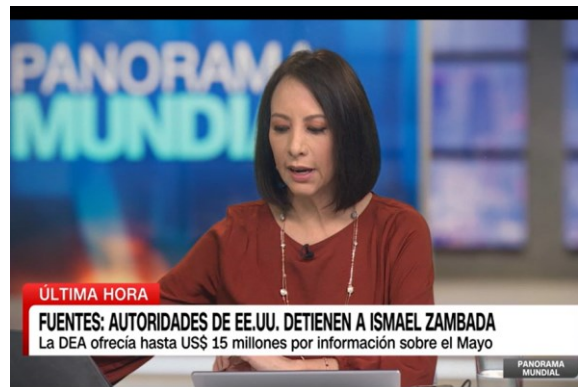 PANORAMA
MUNDI
ÚLTIMA HORA
FUENTES: AUTORIDADES DE EE.UU. DETIENEN A ISMAEL ZAMBADA
La DEA ofrecía hasta US$ 15 millones por información sobre el Mayo
PANORAMA
MUNDIAL